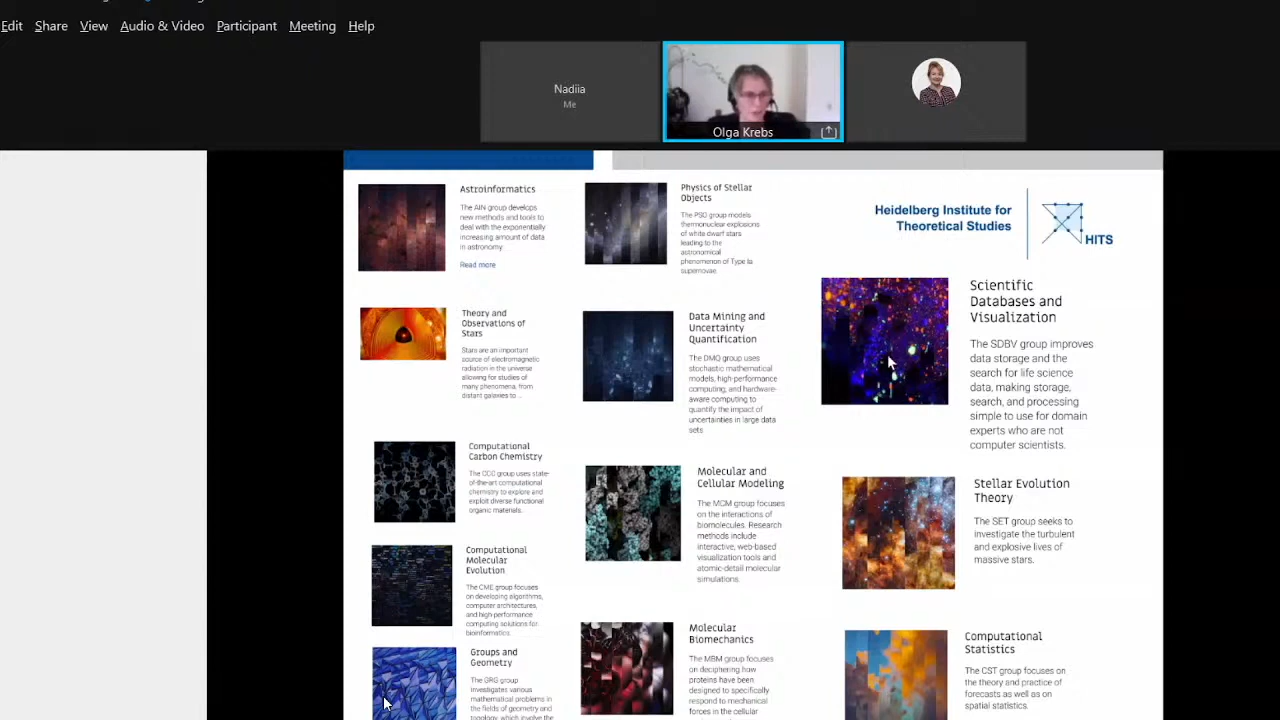 Edit Share View Audio & Video Participant Meeting Help
Nadiia
Me
Olga Krebs
Astroinformatics
The AIN group develops
new methods and tools to
deal with the exponentially
increasing amount of data
in astronomy
Read more
Theory and
Observations of
Stars
Stars are an important
source of electromagnetic
radiation in the universe
allowing for studies of
many phenomena, from
distant galaxies to ...
Computational
Carbon Chemistry
The CCC group uses state-
of-the-art computational
chemistry to explore and
exploit diverse functional
organic materials.
Computational
Molecular
Evolution
The CME group focuses
on developing algorithms,
computer architectures,
and high-performance
computing solutions for
bioinformatics.
Groups and
Geometry
The GRG group
investigates various
mathematical problems in
the fields of geometry and
topology, which involve the
Physics of Stellar
Objects
The PSO group models
thermonuclear explosions
of white dwarf stars
leading to the
astronomical
phenomenon of Type Ia
supernovae.
Data Mining and
Uncertainty
Quantification
The DMQ group uses
stochastic mathematical
models, high-performance
computing, and hardware-
aware computing to
quantify the impact of
uncertainties in large data
sets
Molecular and
Cellular Modeling
The MCM group focuses
on the interactions of
biomolecules. Research
methods include
interactive, web-based
visualization tools and
atomic-detail molecular
simulations.
Molecular
Biomechanics
The MBM group focuses
on deciphering how
proteins have been
designed to specifically
respond to mechanical
forces in the cellular
Heidelberg Institute for
Theoretical Studies
HITS
Scientific
Databases and
Visualization
The SDBV group improves
data storage and the
search for life science
data, making storage,
search, and processing
simple to use for domain
experts who are not
computer scientists.
Stellar Evolution
Theory
The SET group seeks to
investigate the turbulent
and explosive lives of
massive stars.
Computational
Statistics
The CST group focuses on
the theory and practice of
forecasts as well as on
spatial statistics.